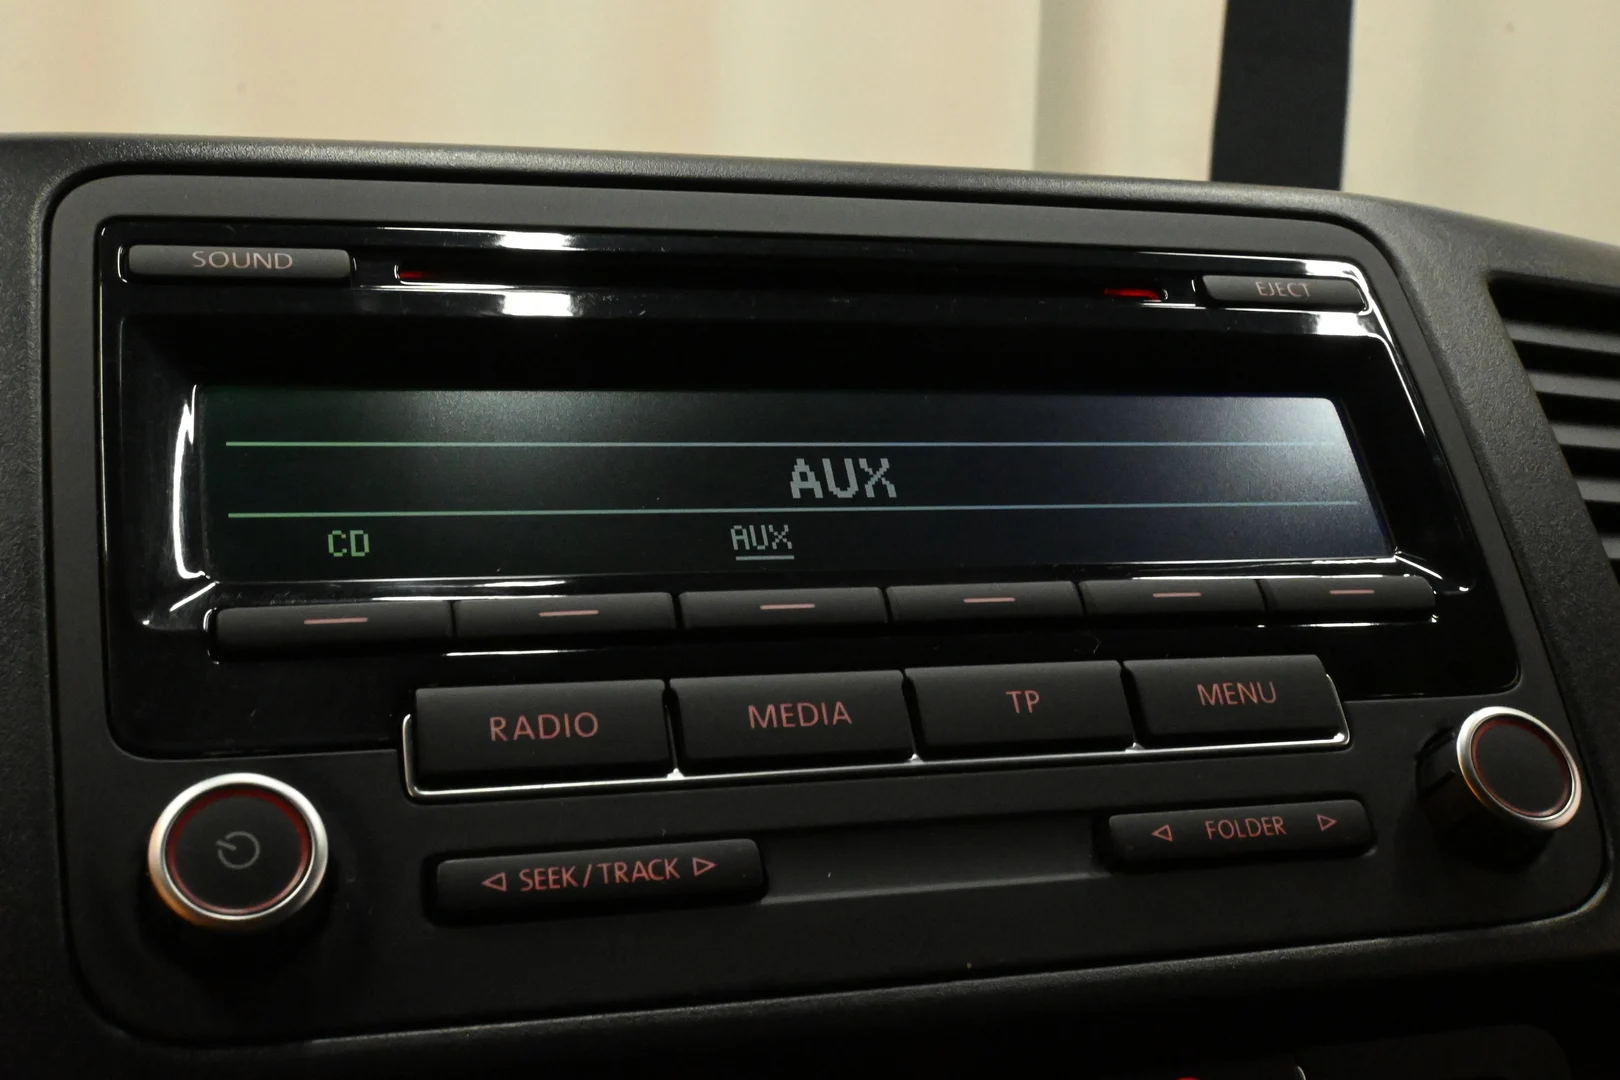 SOUND
EJECT
AUX
CD AUX
RADIO MEDIA TP MENU
◁ SEEK/TRACK ▷
◁ FOLDER ▷